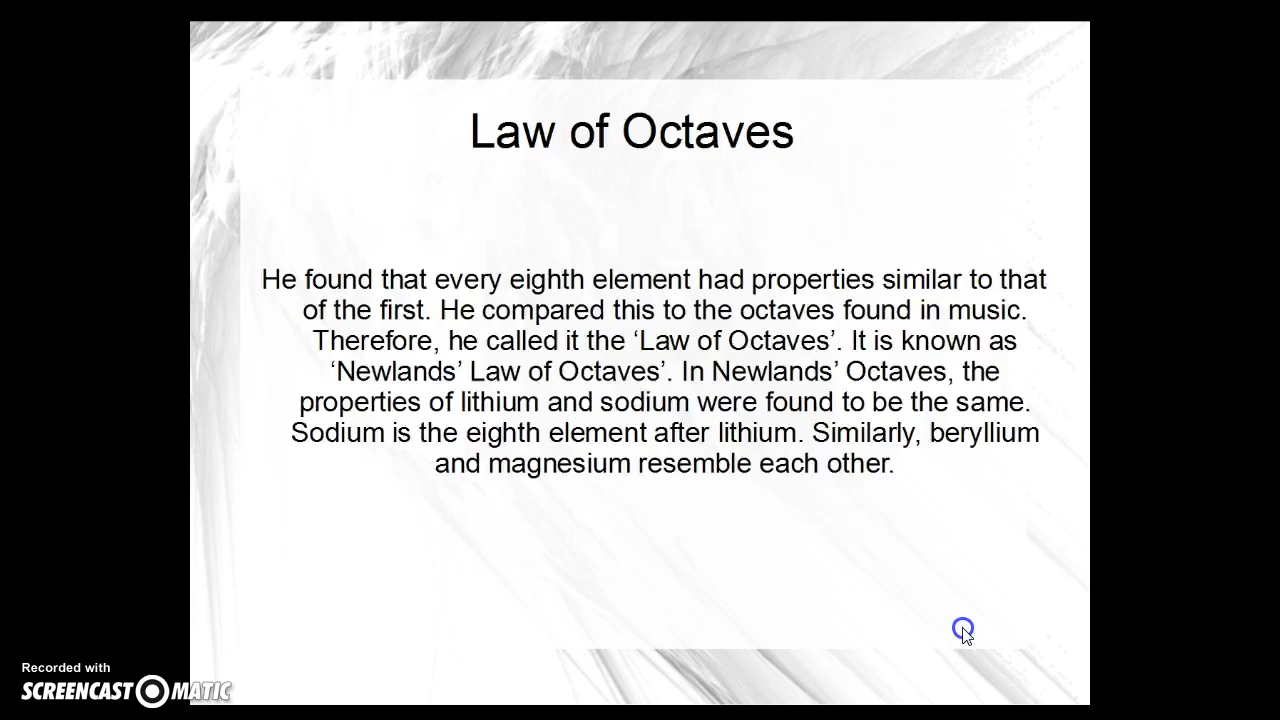 Law of Octaves
He found that every eighth element had properties similar to that
of the first. He compared this to the octaves found in music.
Therefore, he called it the ‘Law of Octaves’. It is known as
‘Newlands’ Law of Octaves’. In Newlands’ Octaves, the
properties of lithium and sodium were found to be the same.
Sodium is the eighth element after lithium. Similarly, beryllium
and magnesium resemble each other.
Recorded with
SCREENCAST O MATIC